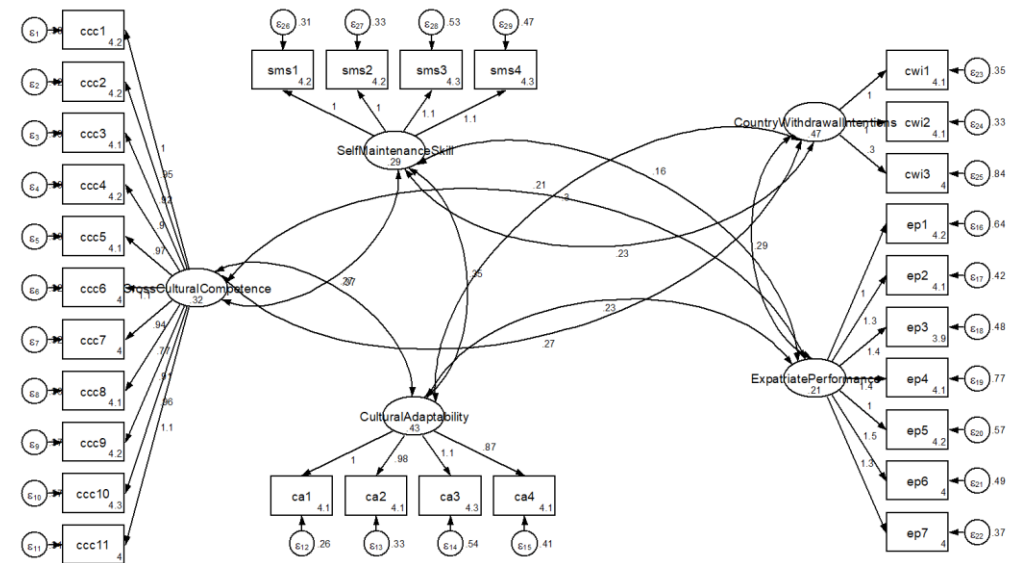 ε1 ccc1 4.2
ε2 ccc2 4.2
ε3 ccc3 4.1
ε4 ccc4 4.2
ε5 ccc5 4.1
ε6 ccc6 4
ε7 ccc7 4
ε8 ccc8 4.1
ε9 ccc9 4.2
ε10 ccc10 4.3
ε11 ccc11 4
1
.95
.92
.9
.97
1.1
.94
.77
.91
.96
1.1
CrossCulturalCompetence
.32
ε26 .31 ε27 .33 ε28 .53 ε29 .47
sms1 4.2 sms2 4.2 sms3 4.3 sms4 4.3
1 1 1.1 1.1
SelfMaintenanceSkill
.29
.21
.3
.16
.23
.29
.35
.37
.23
.27
CulturalAdaptability
.43
1 .98 1.1 .87
ca1 4.1 ca2 4.1 ca3 4.3 ca4 4.1
ε12 .26 ε13 .33 ε14 .54 ε15 .41
CountryWithdrawalIntentions
.47
1
.3
cwi1 4.1 ε23 .35
cwi2 4.1 ε24 .33
cwi3 4 ε25 .84
ExpatriatePerformance
.21
1
1.3
1.4
1.4
1
1.5
1.3
ep1 4.2 ε16 .64
ep2 4.1 ε17 .42
ep3 3.9 ε18 .48
ep4 4.1 ε19 .77
ep5 4.2 ε20 .57
ep6 4 ε21 .49
ep7 4 ε22 .37